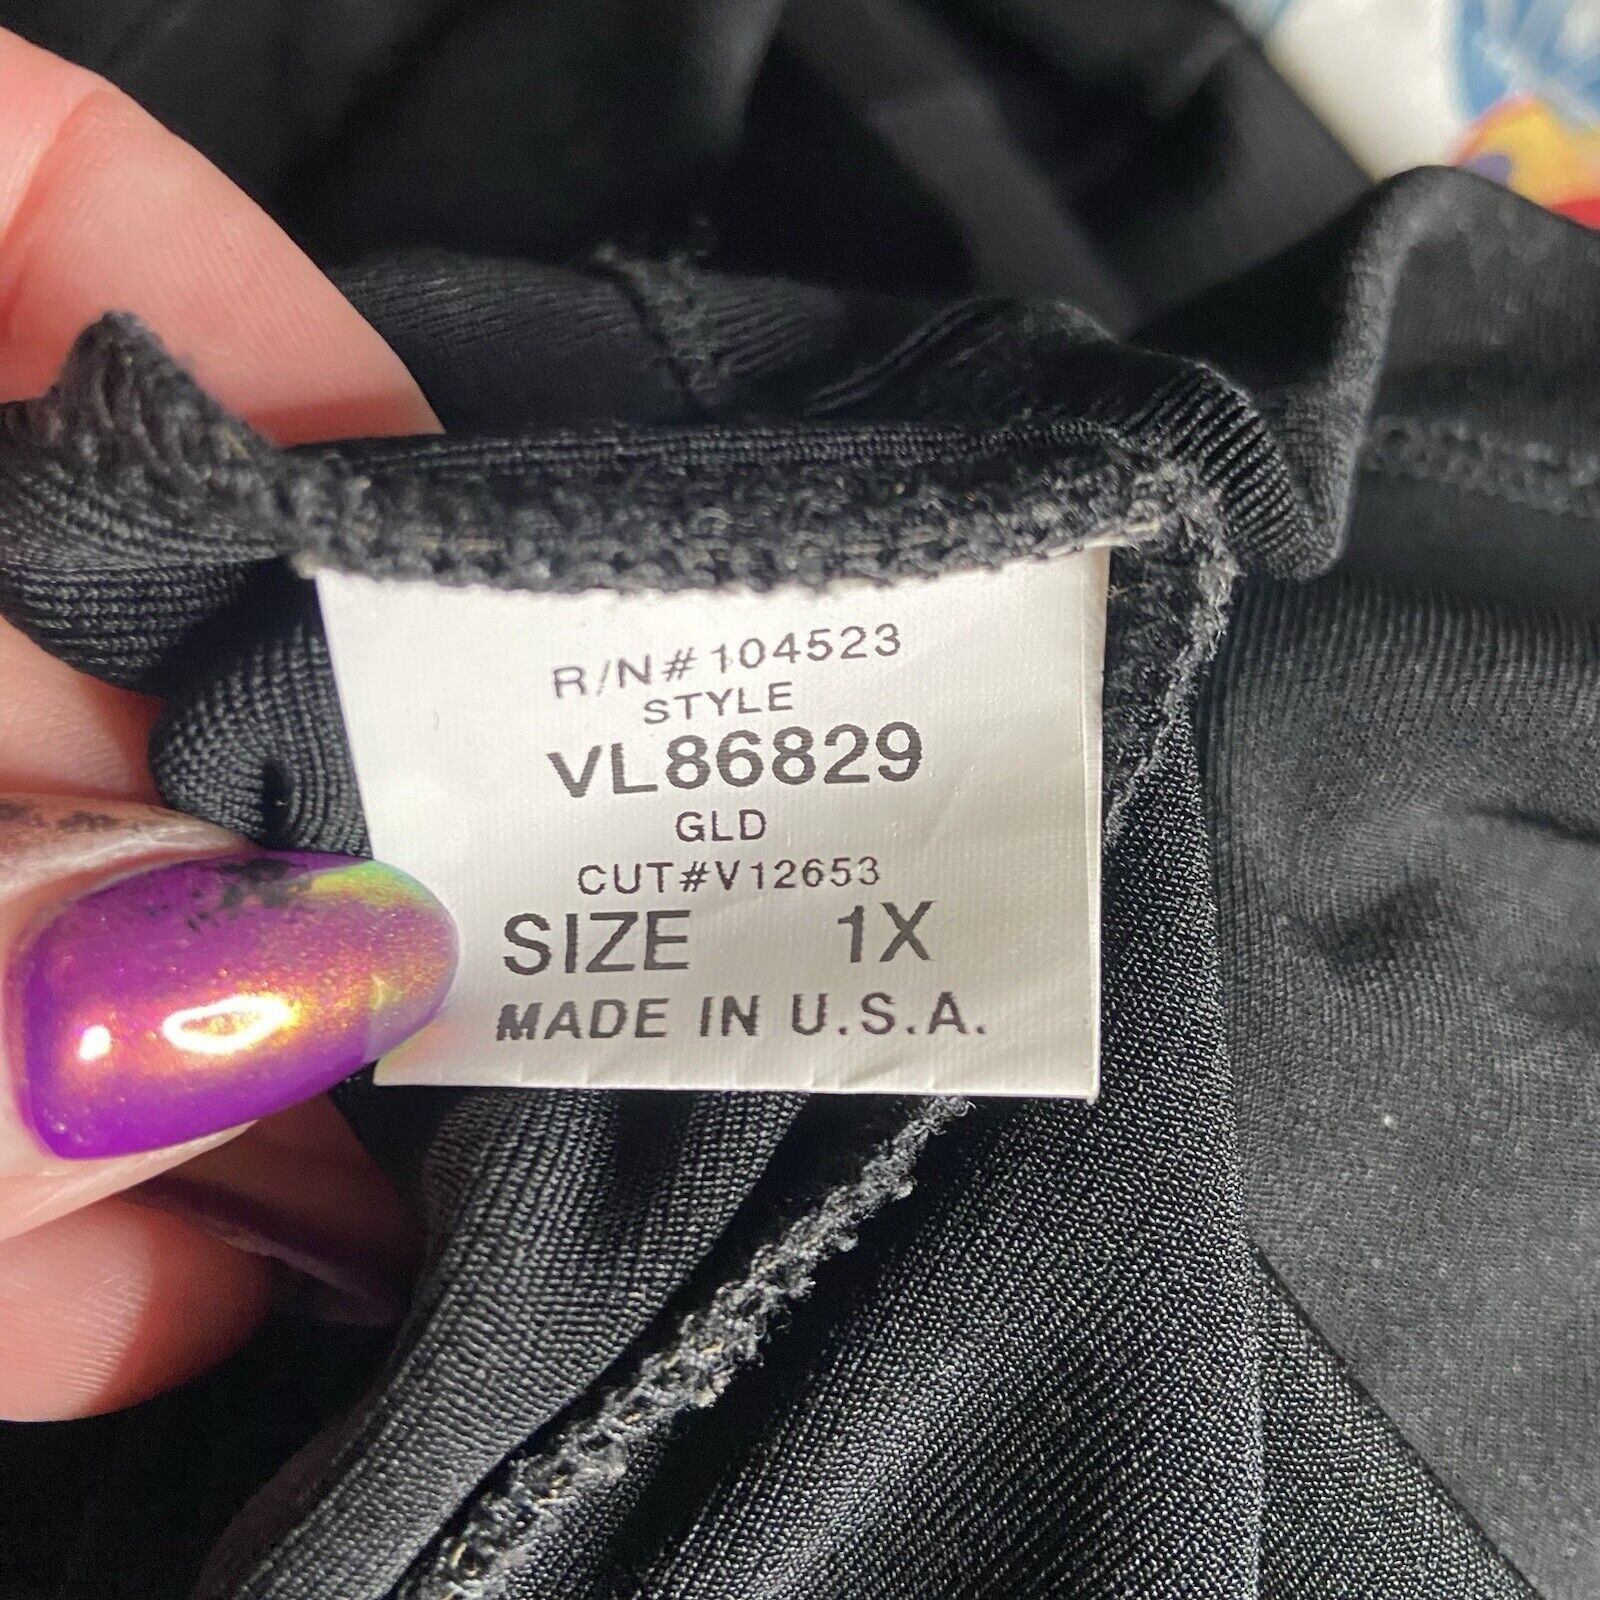 R/N#104523
STYLE
VL86829
GLD
CUT#V12653
SIZE 1X
MADE IN U.S.A.